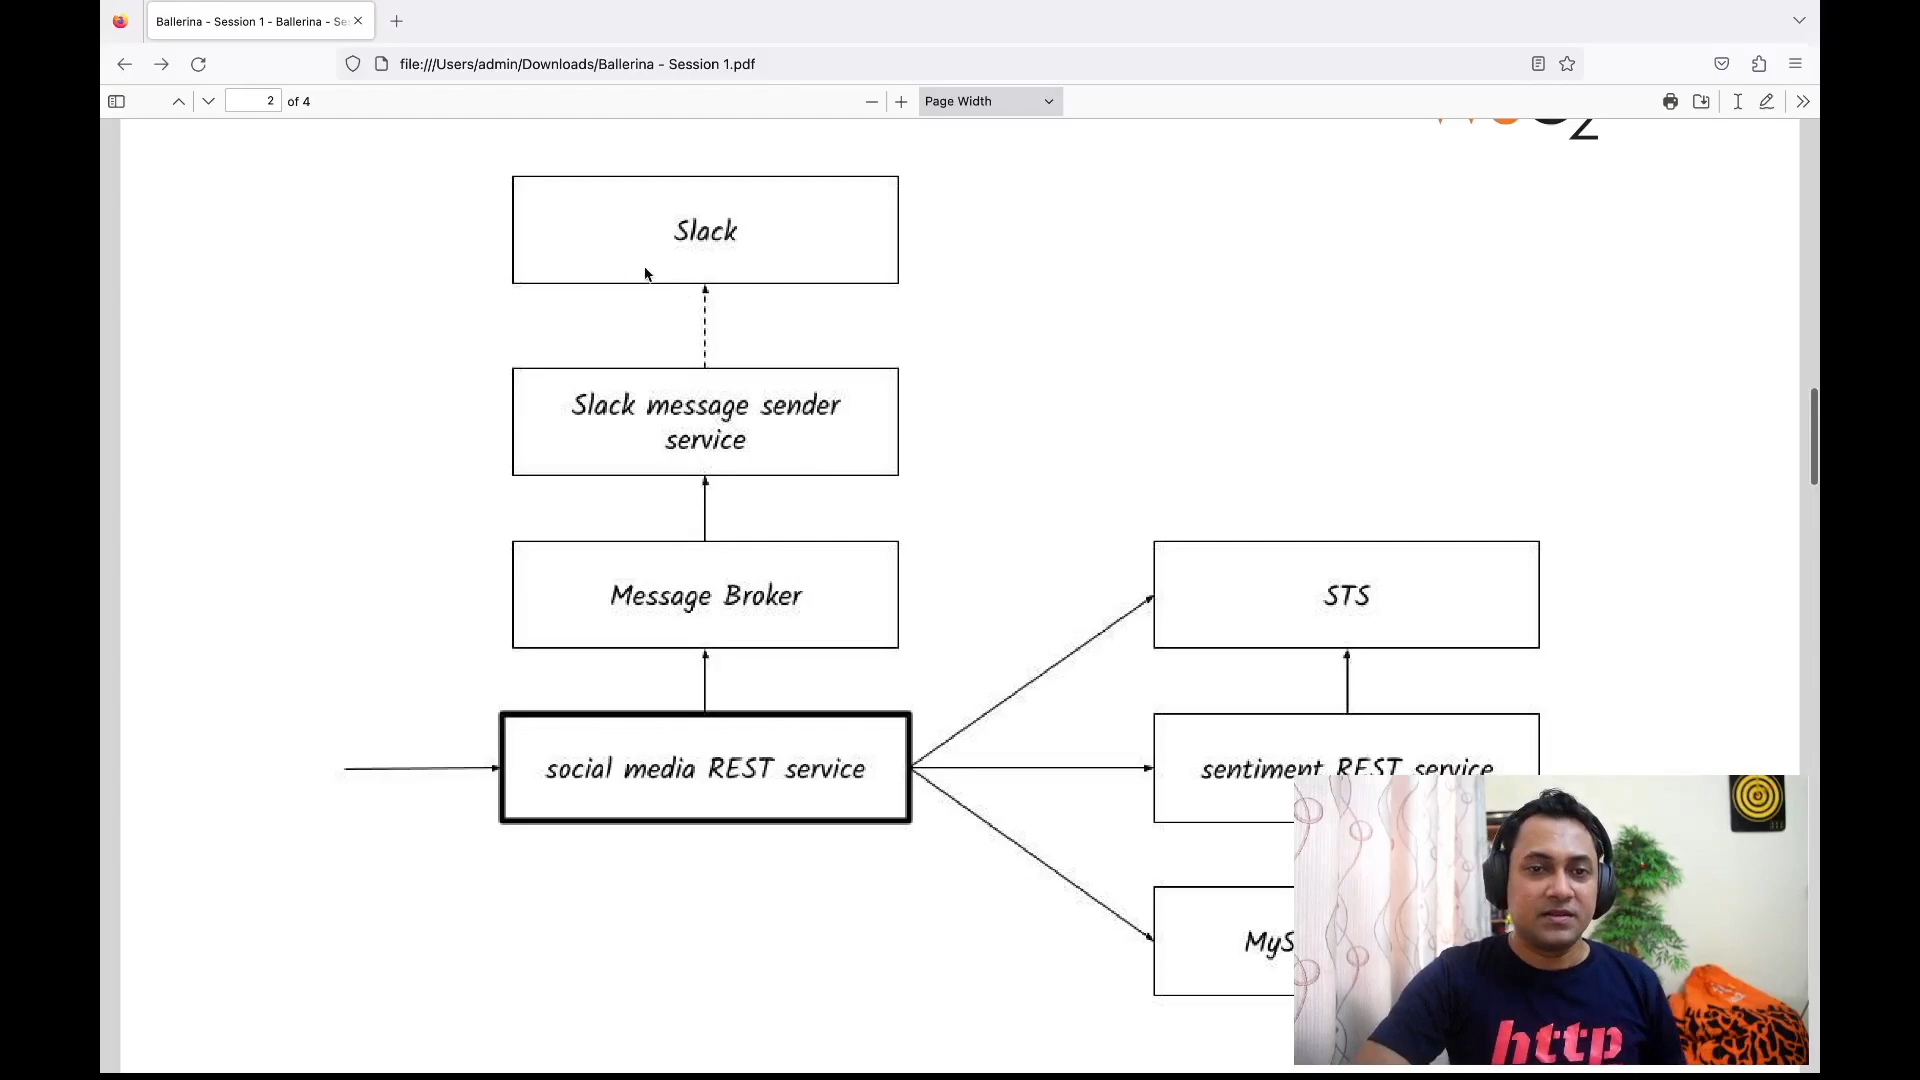 Ballerina - Session 1 - Ballerina - Se
file:///Users/admin/Downloads/Ballerina - Session 1.pdf
2 of 4
Page Width
Slack
Slack message sender
service
Message Broker
STS
social media REST service
sentiment REST service
MyS
http